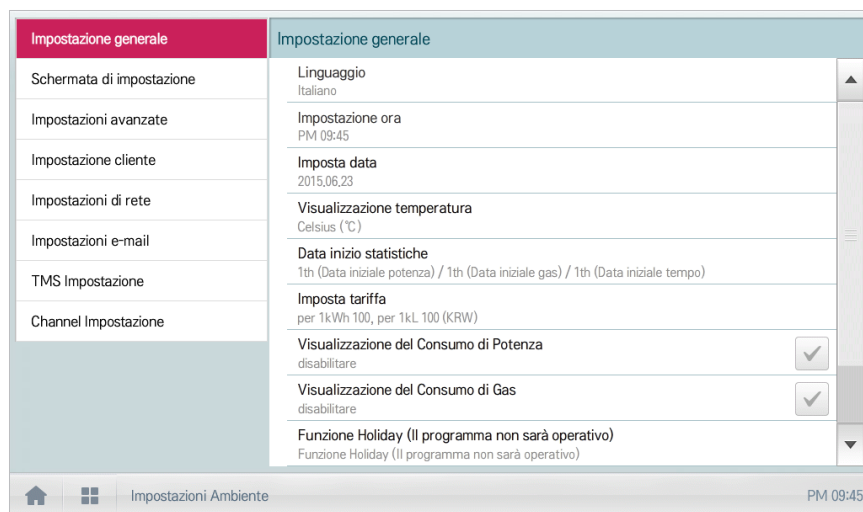 Impostazione generale
Schermata di impostazione
Impostazioni avanzate
Impostazione cliente
Impostazioni di rete
Impostazioni e-mail
TMS Impostazione
Channel Impostazione
Impostazione generale
Linguaggio
Italiano
Impostazione ora
PM 09:45
Imposta data
2015.06.23
Visualizzazione temperatura
Celsius (℃)
Data inizio statistiche
1th (Data iniziale potenza) / 1th (Data iniziale gas) / 1th (Data iniziale tempo)
Imposta tariffa
per 1kWh 100, per 1kL 100 (KRW)
Visualizzazione del Consumo di Potenza
disabilitare
Visualizzazione del Consumo di Gas
disabilitare
Funzione Holiday (Il programma non sarà operativo)
Funzione Holiday (Il programma non sarà operativo)
Impostazioni Ambiente
PM 09:45